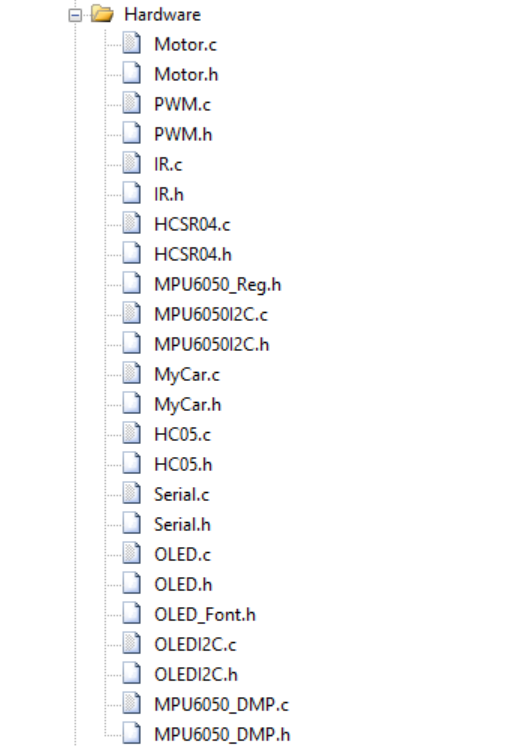 Hardware
Motor.c
Motor.h
PWM.c
PWM.h
IR.c
IR.h
HCSR04.c
HCSR04.h
MPU6050_Reg.h
MPU6050I2C.c
MPU6050I2C.h
MyCar.c
MyCar.h
HC05.c
HC05.h
Serial.c
Serial.h
OLED.c
OLED.h
OLED_Font.h
OLEDI2C.c
OLEDI2C.h
MPU6050_DMP.c
MPU6050_DMP.h